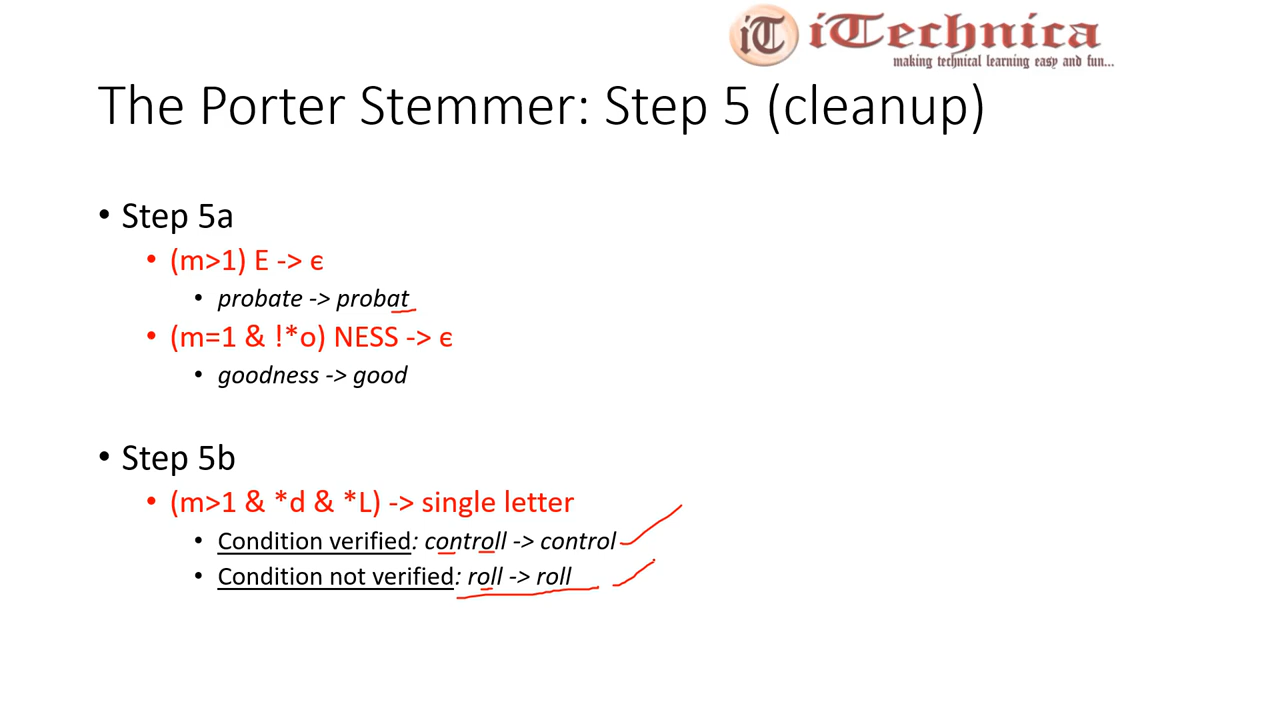 iT iTechnica
making technical learning easy and fun...
The Porter Stemmer: Step 5 (cleanup)
• Step 5a
• (m>1) E -> ϵ
• probate -> probat
• (m=1 & !*o) NESS -> ϵ
• goodness -> good
• Step 5b
• (m>1 & *d & *L) -> single letter
• Condition verified: controll -> control
• Condition not verified: roll -> roll